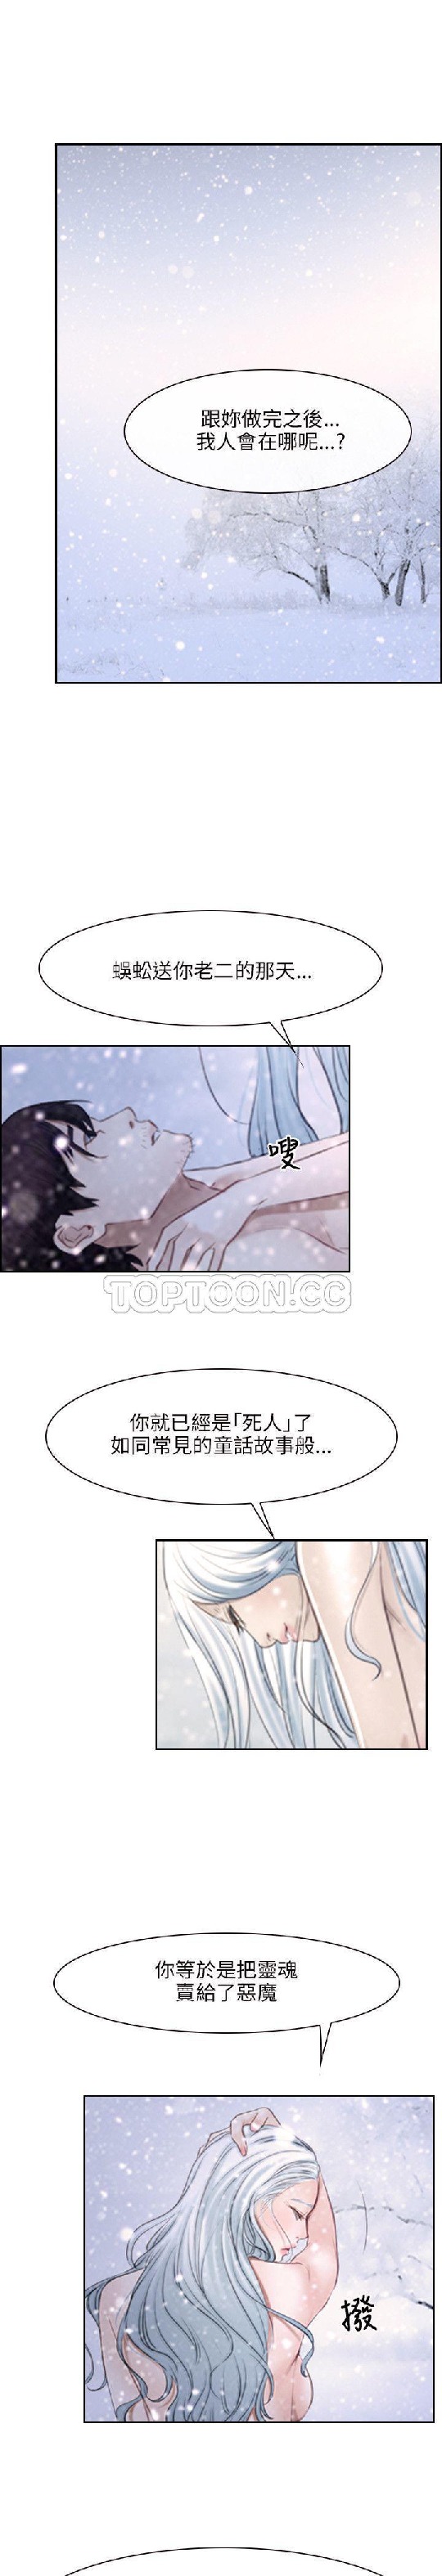 跟妳做完之後...
我人會在哪呢...?
蜈蚣送你老二的那天...
嗖
TOPTOON.CC
你就已經是「死人」了
如同常見的童話故事般...
你等於是把靈魂
賣給了惡魔
撥